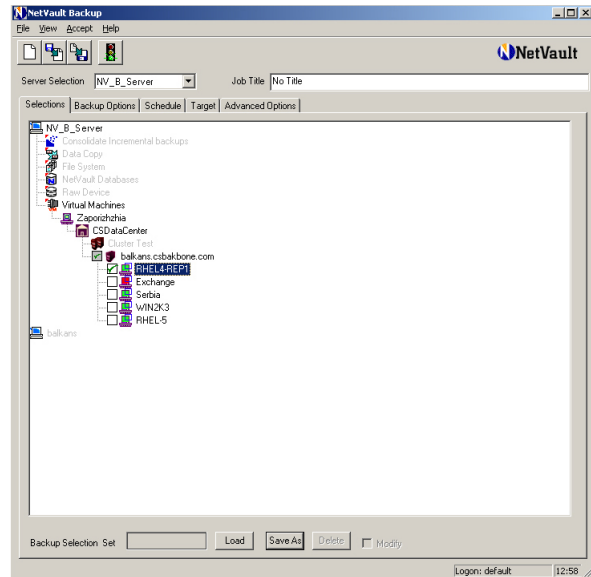 NetVault Backup
File View Accept Help
NetVault
Server Selection NV_B_Server Job Title No Title
Selections Backup Options Schedule Target Advanced Options
NV_B_Server
Consolidate Incremental backups
Data Copy
File System
NetVault Databases
Raw Device
Virtual Machines
Zaporizhzhia
CSDataCenter
Cluster Test
balkans.csbakbone.com
RHEL4-REP1
Exchange
Serbia
WIN2K3
RHEL-5
balkans
Backup Selection Set Load Save As Delete Modify
Logon: default 12:58